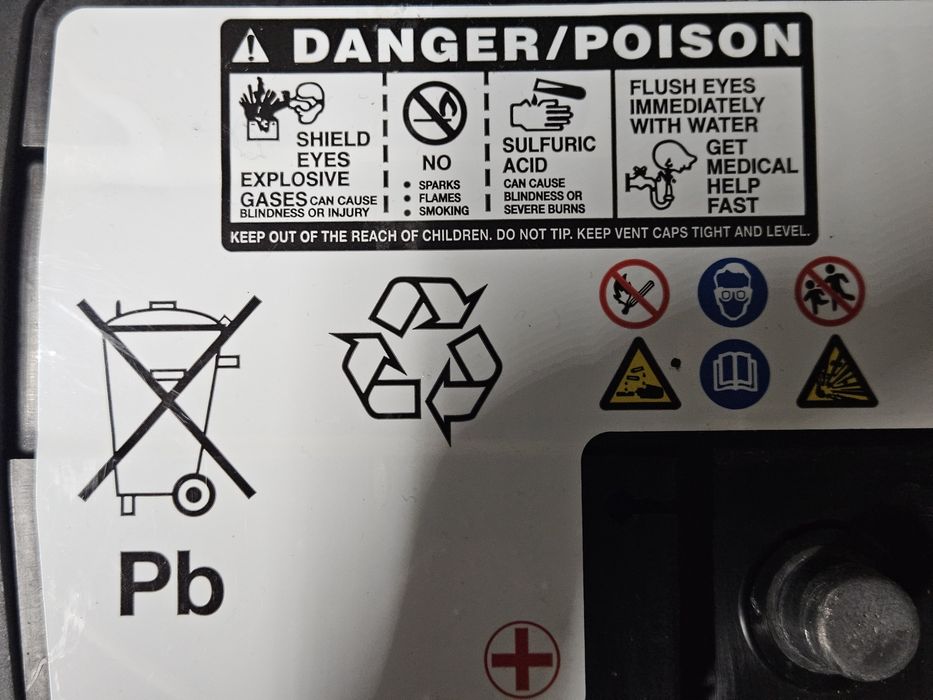 DANGER/POISON
SHIELD
EYES
EXPLOSIVE
GASES CAN CAUSE
BLINDNESS OR INJURY
NO
• SPARKS
• FLAMES
• SMOKING
SULFURIC
ACID
CAN CAUSE
BLINDNESS OR
SEVERE BURNS
FLUSH EYES
IMMEDIATELY
WITH WATER
GET
MEDICAL
HELP
FAST
KEEP OUT OF THE REACH OF CHILDREN. DO NOT TIP. KEEP VENT CAPS TIGHT AND LEVEL.
Pb